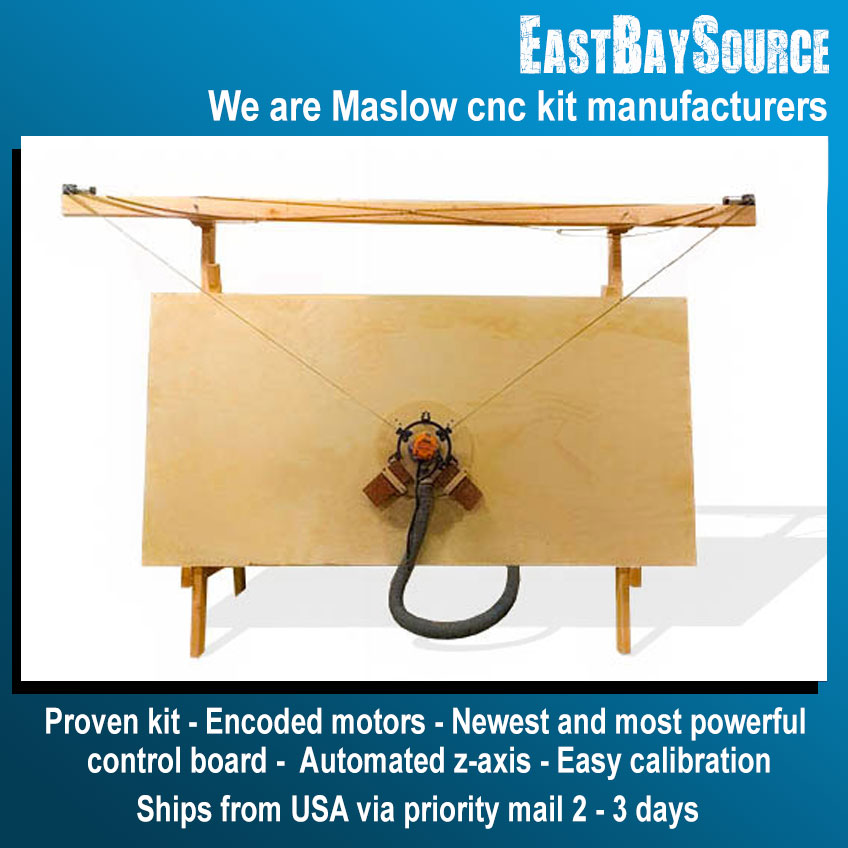 EASTBAYSOURCE
We are Maslow cnc kit manufacturers
Proven kit - Encoded motors - Newest and most powerful
control board - Automated z-axis - Easy calibration
Ships from USA via priority mail 2 - 3 days